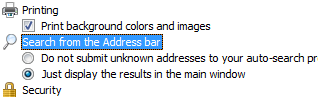 Printing
Print background colors and images
Search from the Address bar
Do not submit unknown addresses to your auto-search pr
Just display the results in the main window
Security